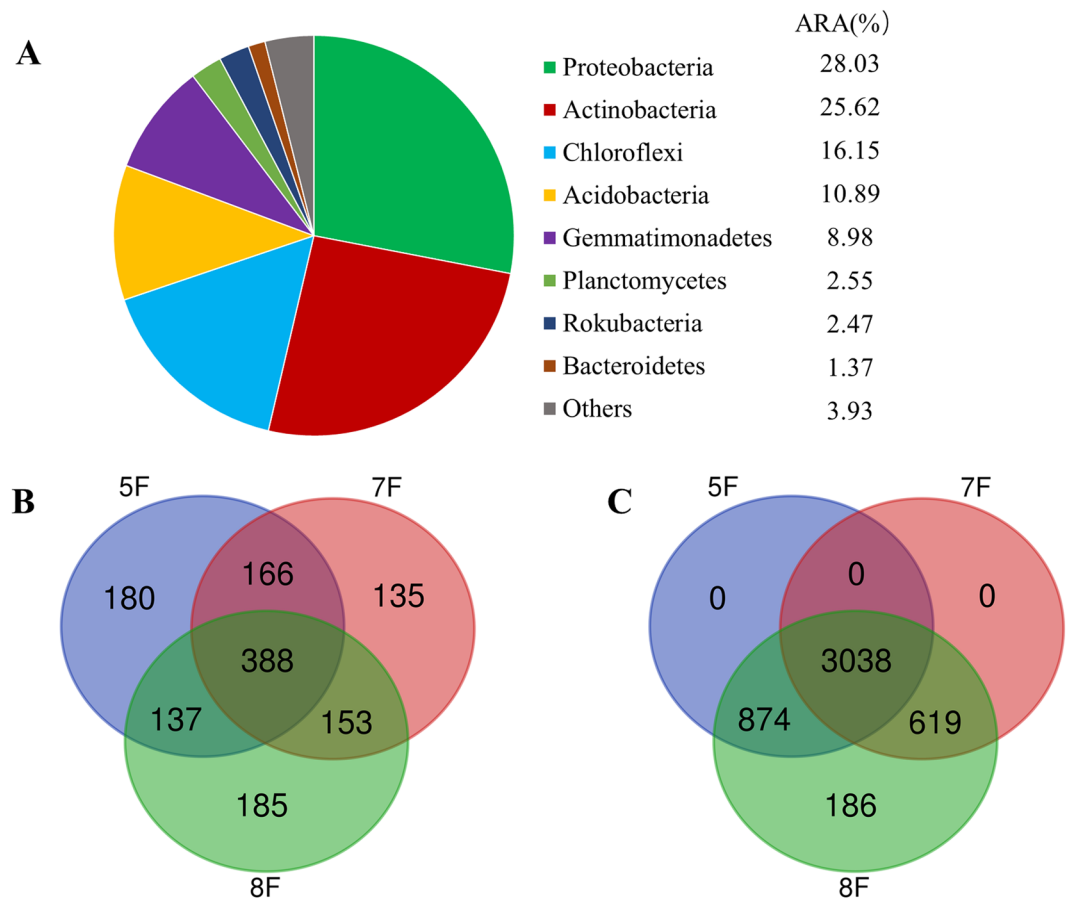 A
ARA(%)
Proteobacteria 28.03
Actinobacteria 25.62
Chloroflexi 16.15
Acidobacteria 10.89
Gemmatimonadetes 8.98
Planctomycetes 2.55
Rokubacteria 2.47
Bacteroidetes 1.37
Others 3.93
B
5F
7F
180
166
135
388
137
153
185
8F
C
5F
7F
0
0
0
3038
874
619
186
8F